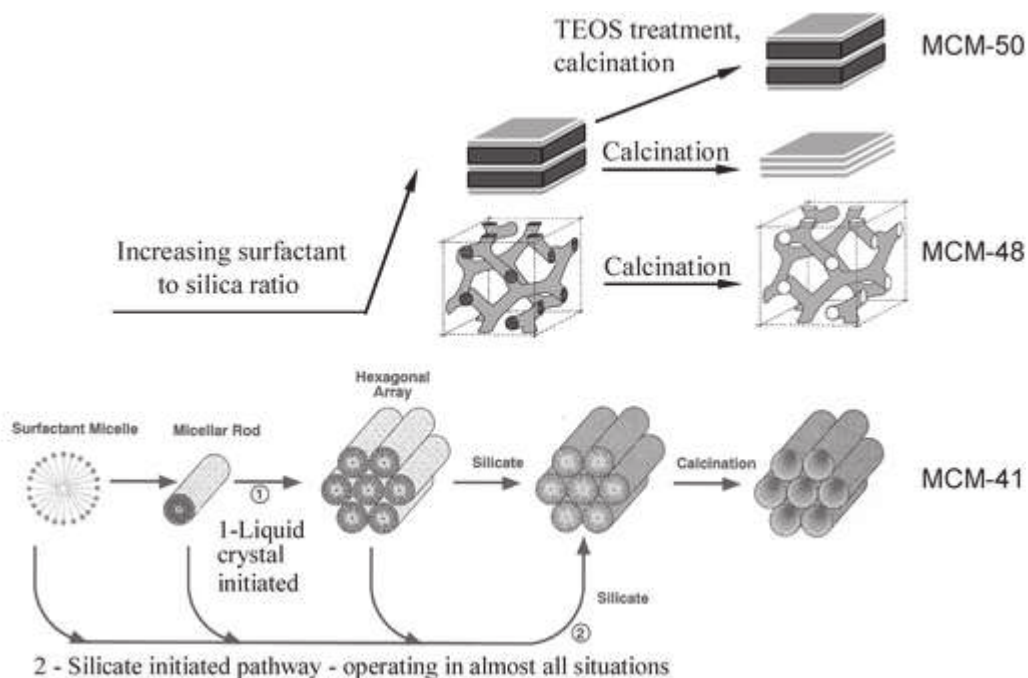 TEOS treatment,
calcination
MCM-50
Calcination
Increasing surfactant
to silica ratio
Calcination
MCM-48
Hexagonal
Array
Surfactant Micelle
Micellar Rod
Silicate
Calcination
MCM-41
1
1-Liquid
crystal
initiated
Silicate
2
2 - Silicate initiated pathway - operating in almost all situations